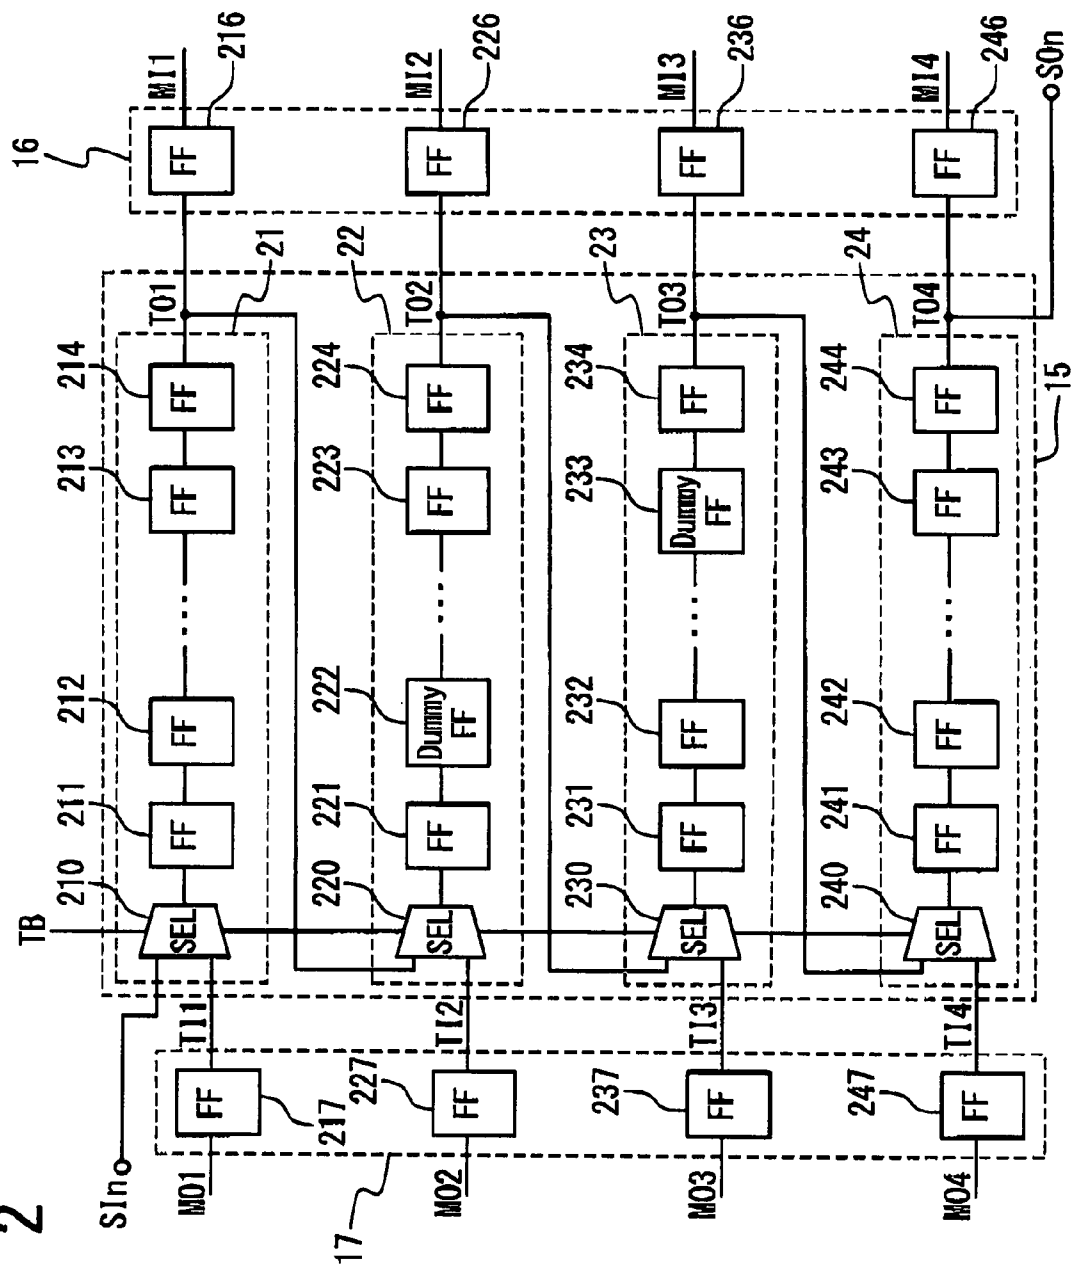 2
SIn
TB
16
MO1
FF
217
TI1
210
SEL
211
FF
212
FF
213
FF
214
FF
TO1
21
FF
MI1
216
MO2
FF
227
TI2
220
SEL
221
FF
222
Dummy
FF
223
FF
224
FF
TO2
22
FF
MI2
226
MO3
FF
237
TI3
230
SEL
231
FF
232
FF
233
Dummy
FF
234
FF
TO3
23
FF
MI3
236
MO4
FF
247
TI4
240
SEL
241
FF
242
FF
243
FF
244
FF
TO4
24
FF
MI4
246
17
15
SOn